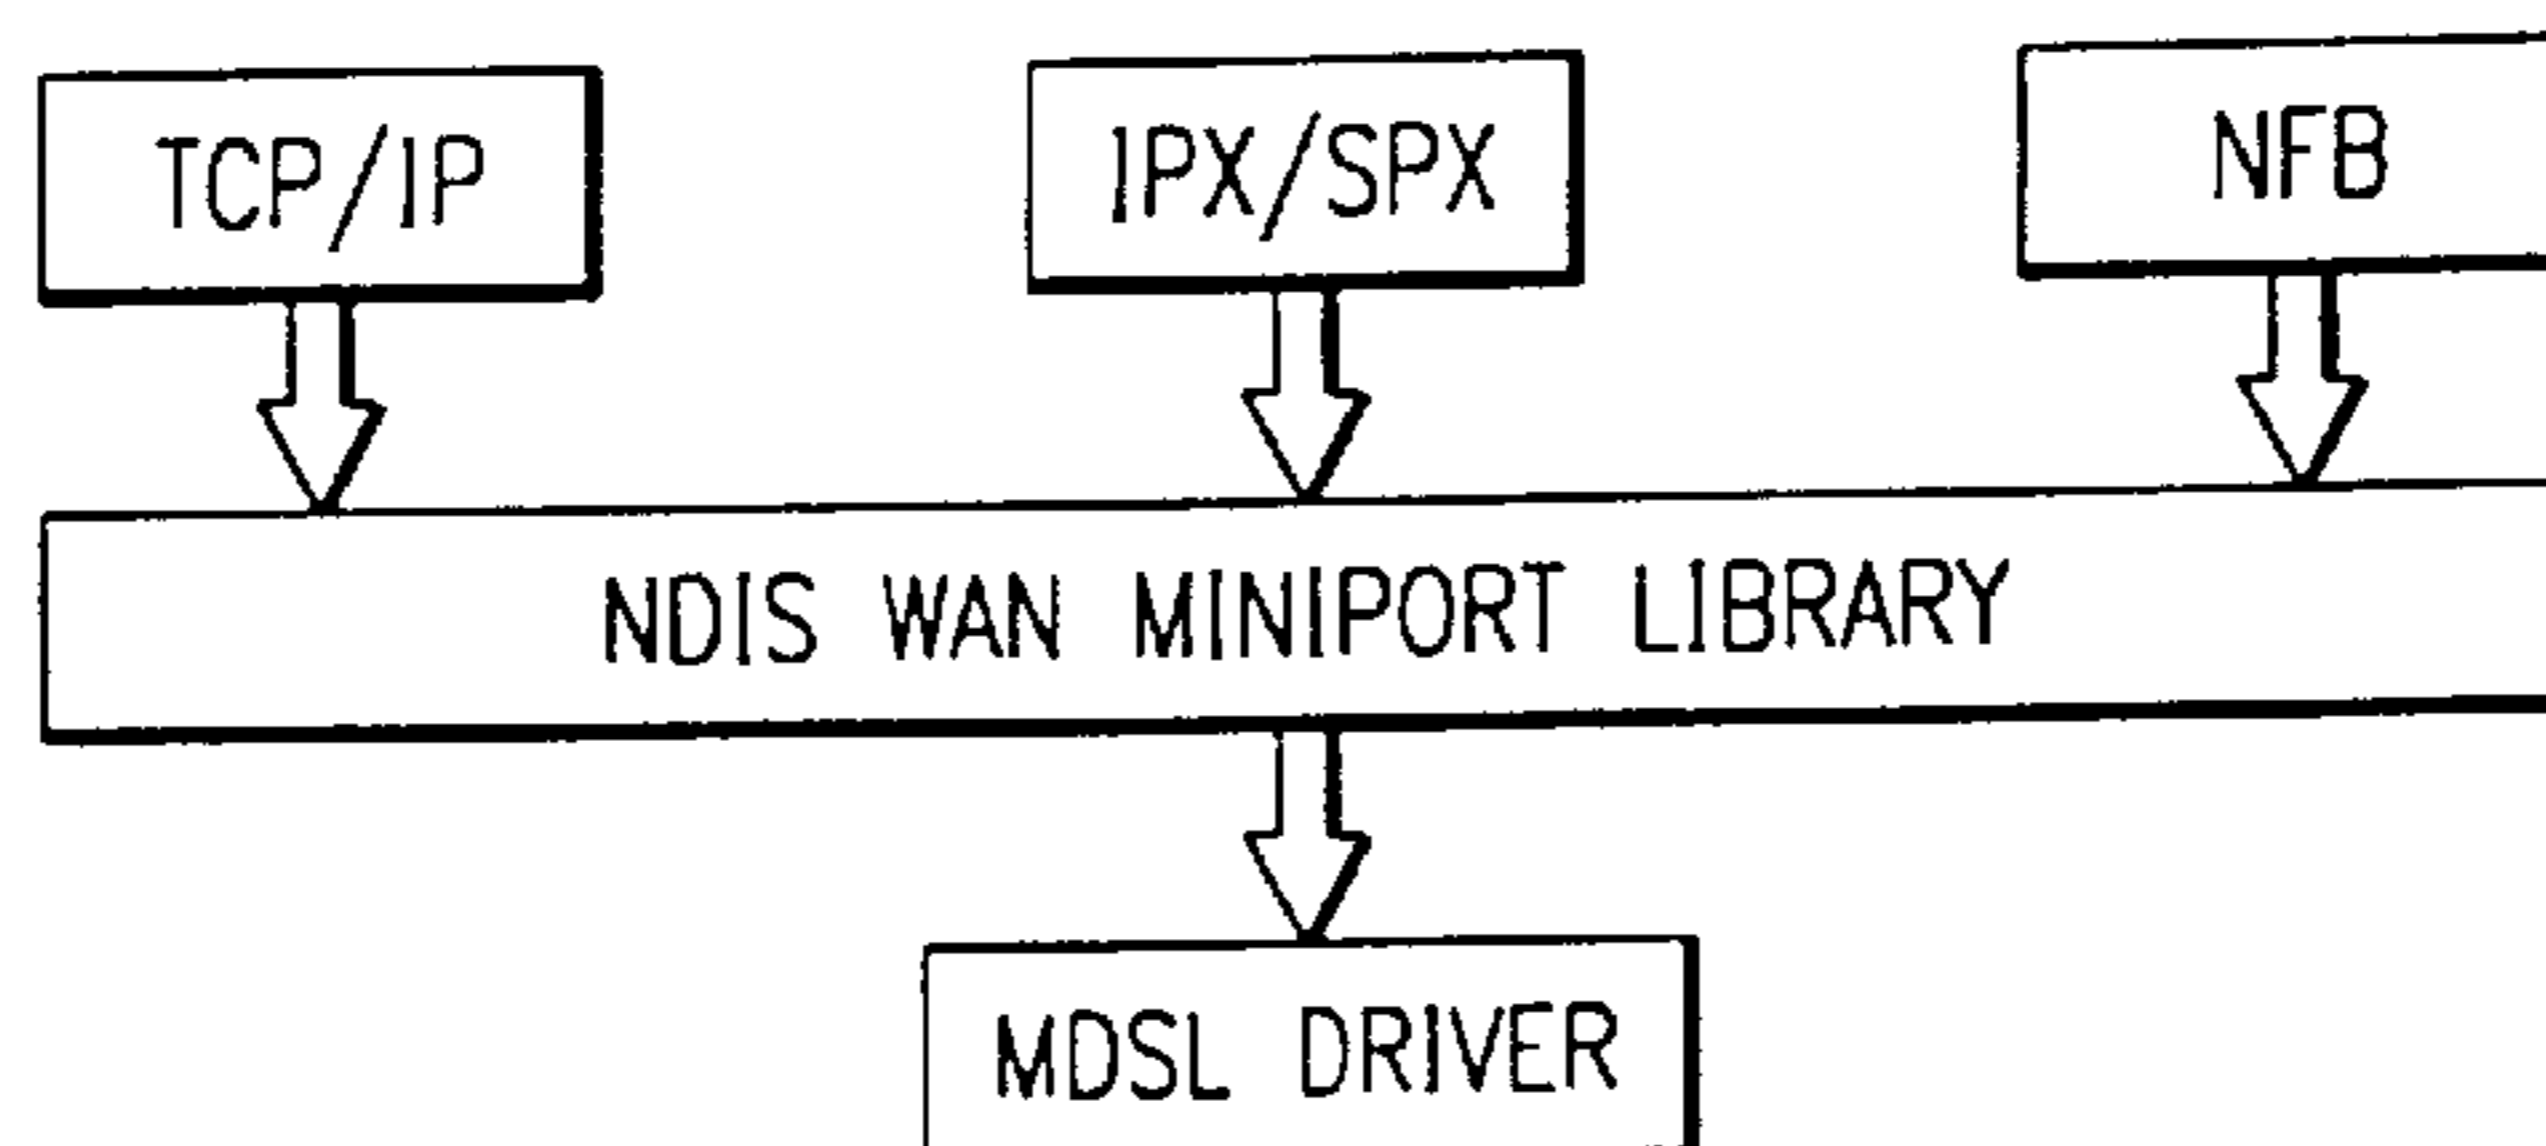 TCP/IP
IPX/SPX
NFB
NDIS WAN MINIPORT LIBRARY
MDSL DRIVER